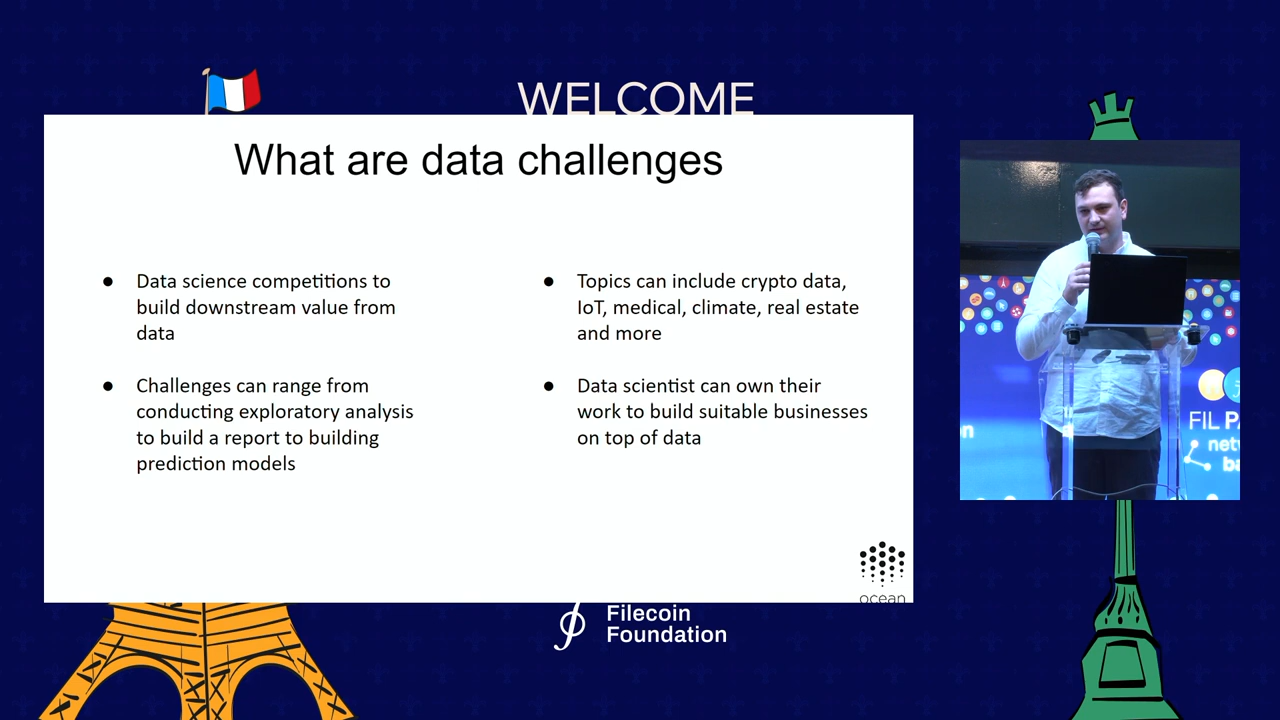 WELCOME
What are data challenges
● Data science competitions to
build downstream value from
data
● Challenges can range from
conducting exploratory analysis
to build a report to building
prediction models
● Topics can include crypto data,
IoT, medical, climate, real estate
and more
● Data scientist can own their
work to build suitable businesses
on top of data
ocean
Filecoin
Foundation
FIL PA
netw
ba